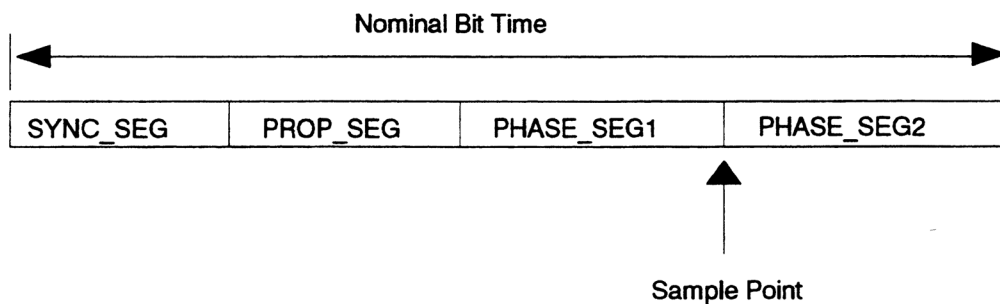 Nominal Bit Time
SYNC_SEG PROP_SEG PHASE_SEG1 PHASE_SEG2
Sample Point